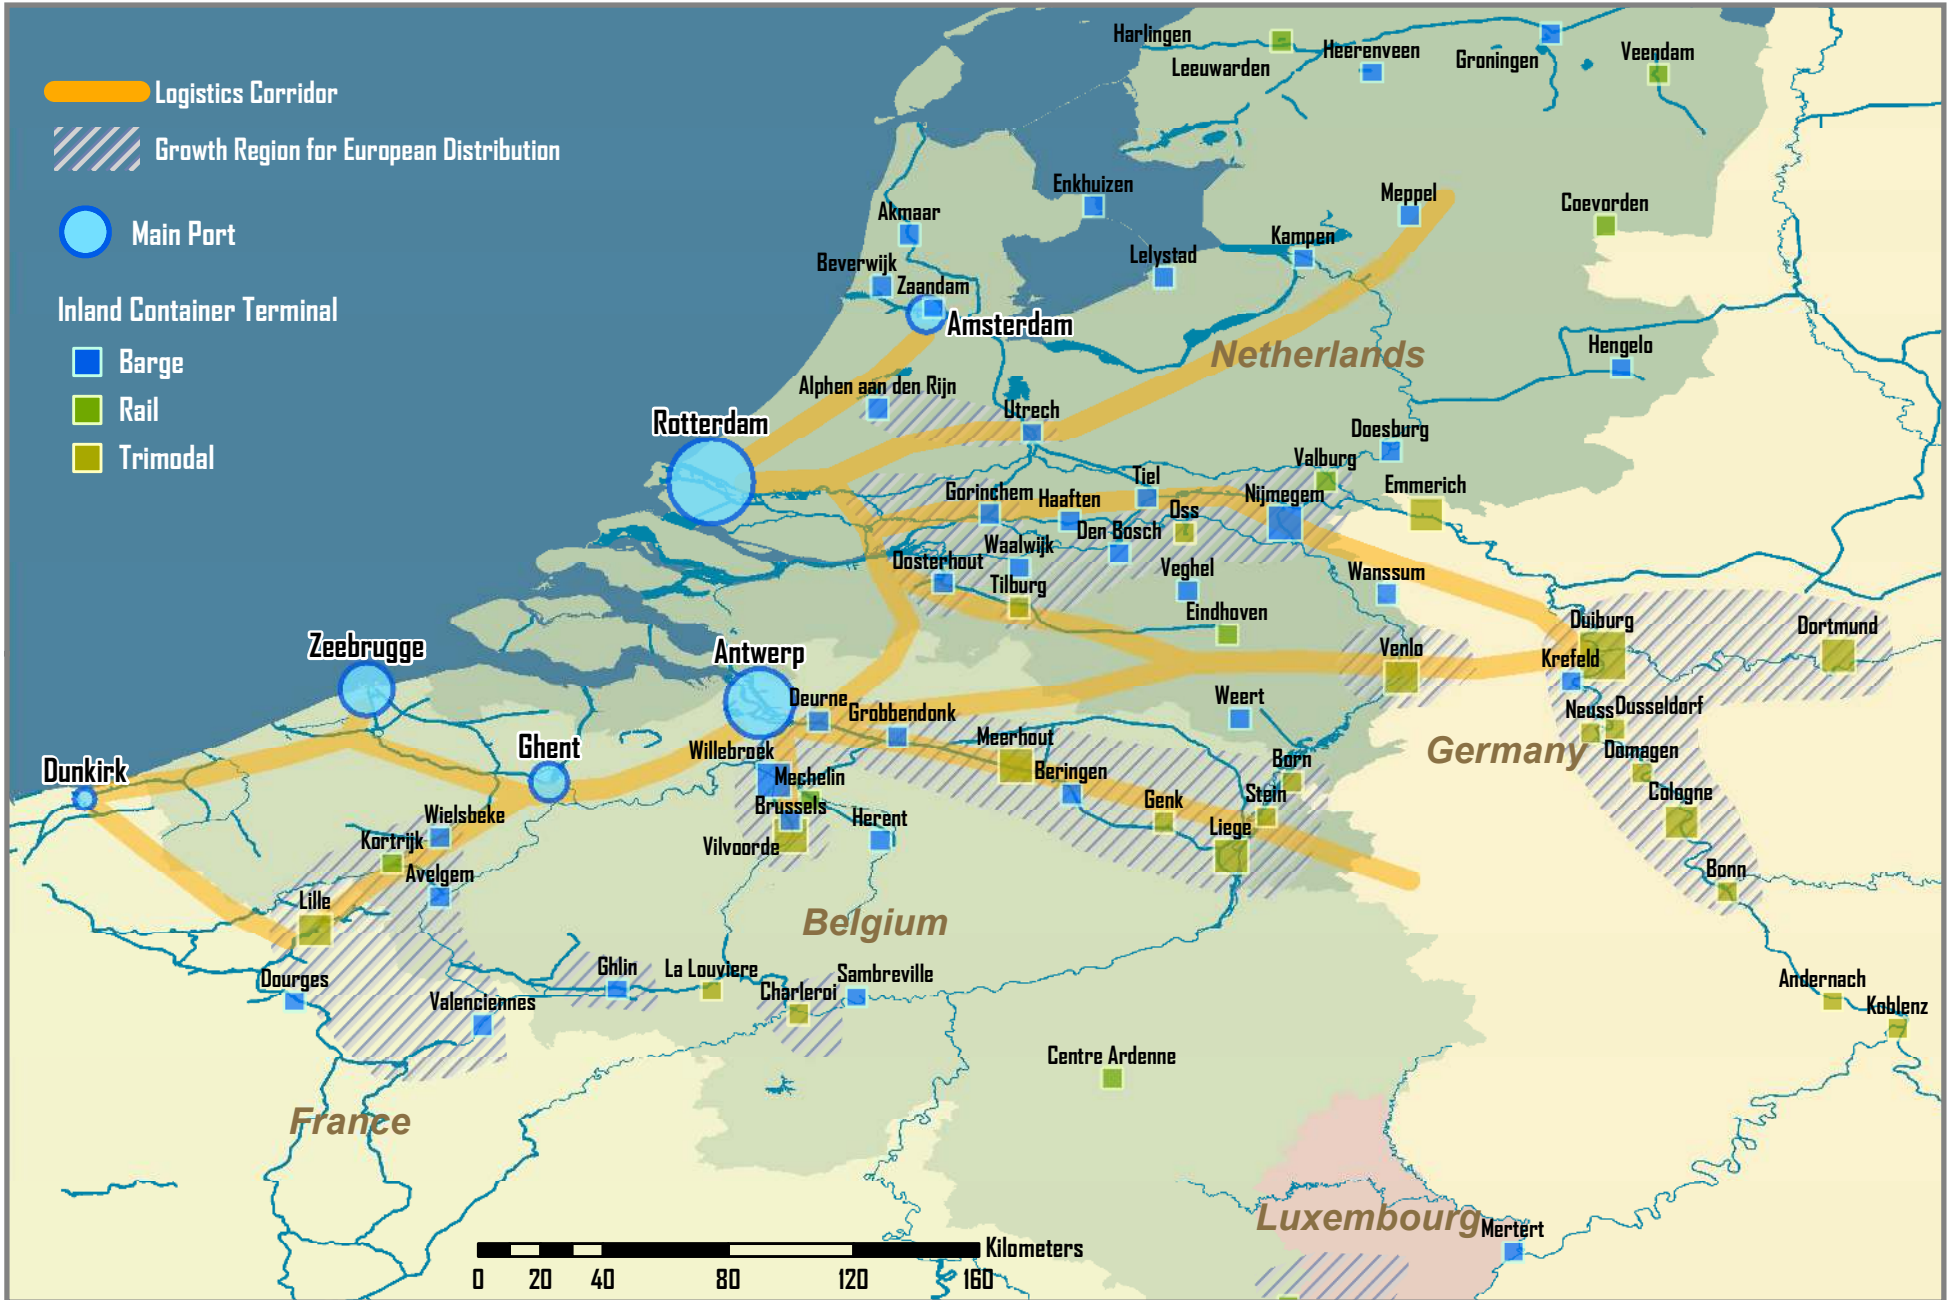 Harlingen
Leeuwarden
Heerenveen
Groningen
Veendam
Logistics Corridor
Growth Region for European Distribution
Main Port
Inland Container Terminal
Barge
Rail
Trimodal
Enkhuizen
Meppel
Coevorden
Akmaar
Kampen
Beverwijk
Lelystad
Zaandam
Amsterdam
Netherlands
Hengelo
Alphen aan den Rijn
Utrech
Rotterdam
Doesburg
Valburg
Tiel
Emmerich
Gorinchem
Haaften
Nijmegem
Oss
Den Bosch
Waalwijk
Oosterhout
Veghel
Wanssum
Tilburg
Eindhoven
Duiburg
Dortmund
Zeebrugge
Antwerp
Venlo
Krefeld
Deurne
Weert
Grobbendonk
Neuss
Dusseldorf
Ghent
Willebroek
Meerhout
Germany
Damagen
Dunkirk
Mechelin
Beringen
Born
Brussels
Genk
Stein
Cologne
Wielsbeke
Herent
Liege
Kortrijk
Vilvoorde
Avelgem
Bonn
Lille
Belgium
Dourges
Ghlin
La Louviere
Sambreville
Charleroi
Valenciennes
Andernach
Koblenz
Centre Ardenne
France
Luxembourg
Mertert
Kilometers
0 20 40 80 120 160